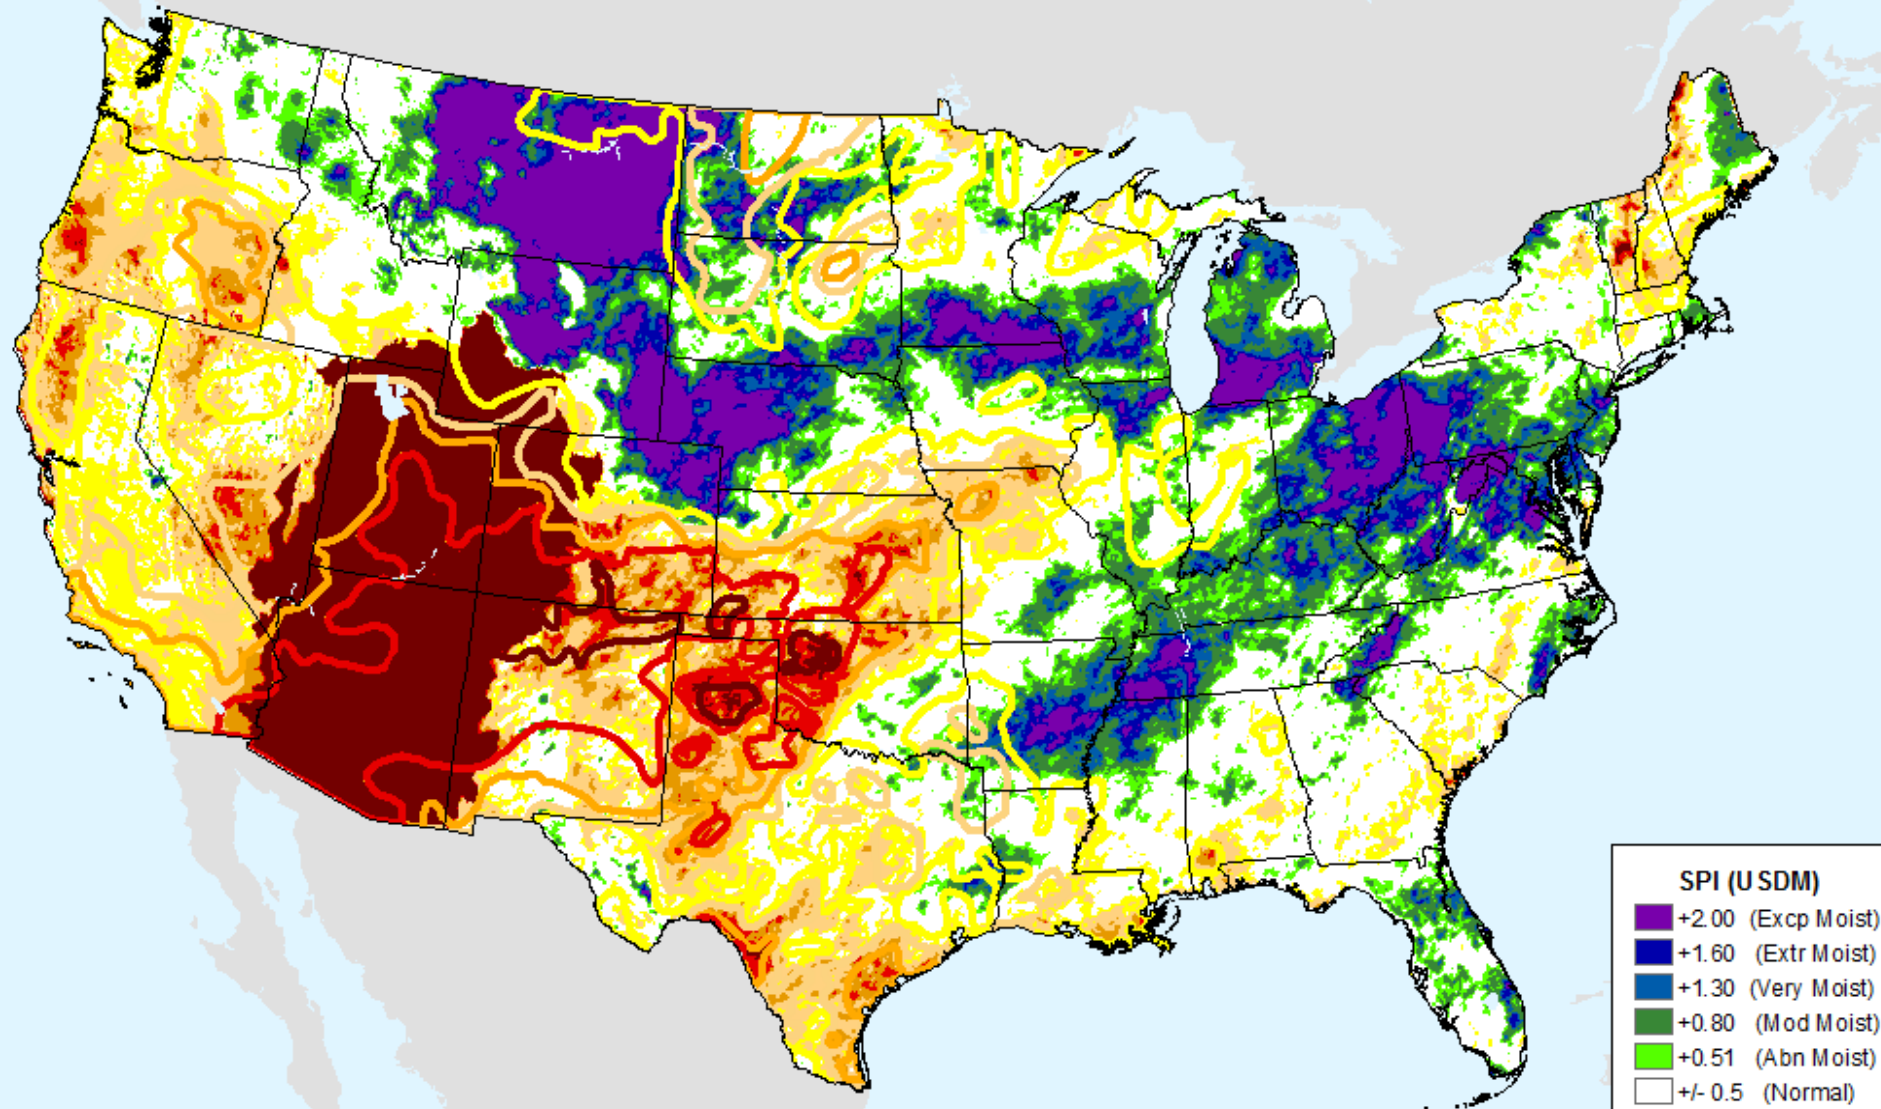 SPI (USDM)
+2.00 (Excp Moist)
+1.60 (Extr Moist)
+1.30 (Very Moist)
+0.80 (Mod Moist)
+0.51 (Abn Moist)
+/- 0.5 (Normal)